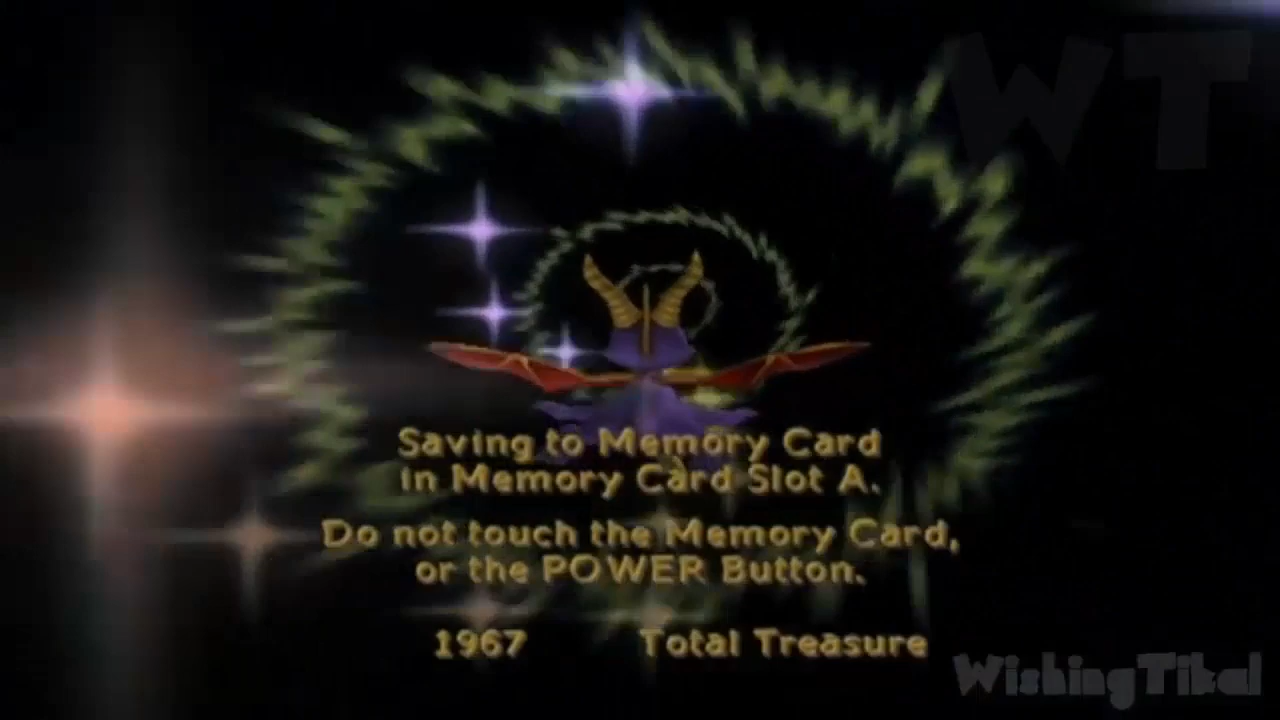 WT
Saving to Memory Card
in Memory Card Slot A.
Do not touch the Memory Card,
or the POWER Button.
1967 Total Treasure
WishingTikal